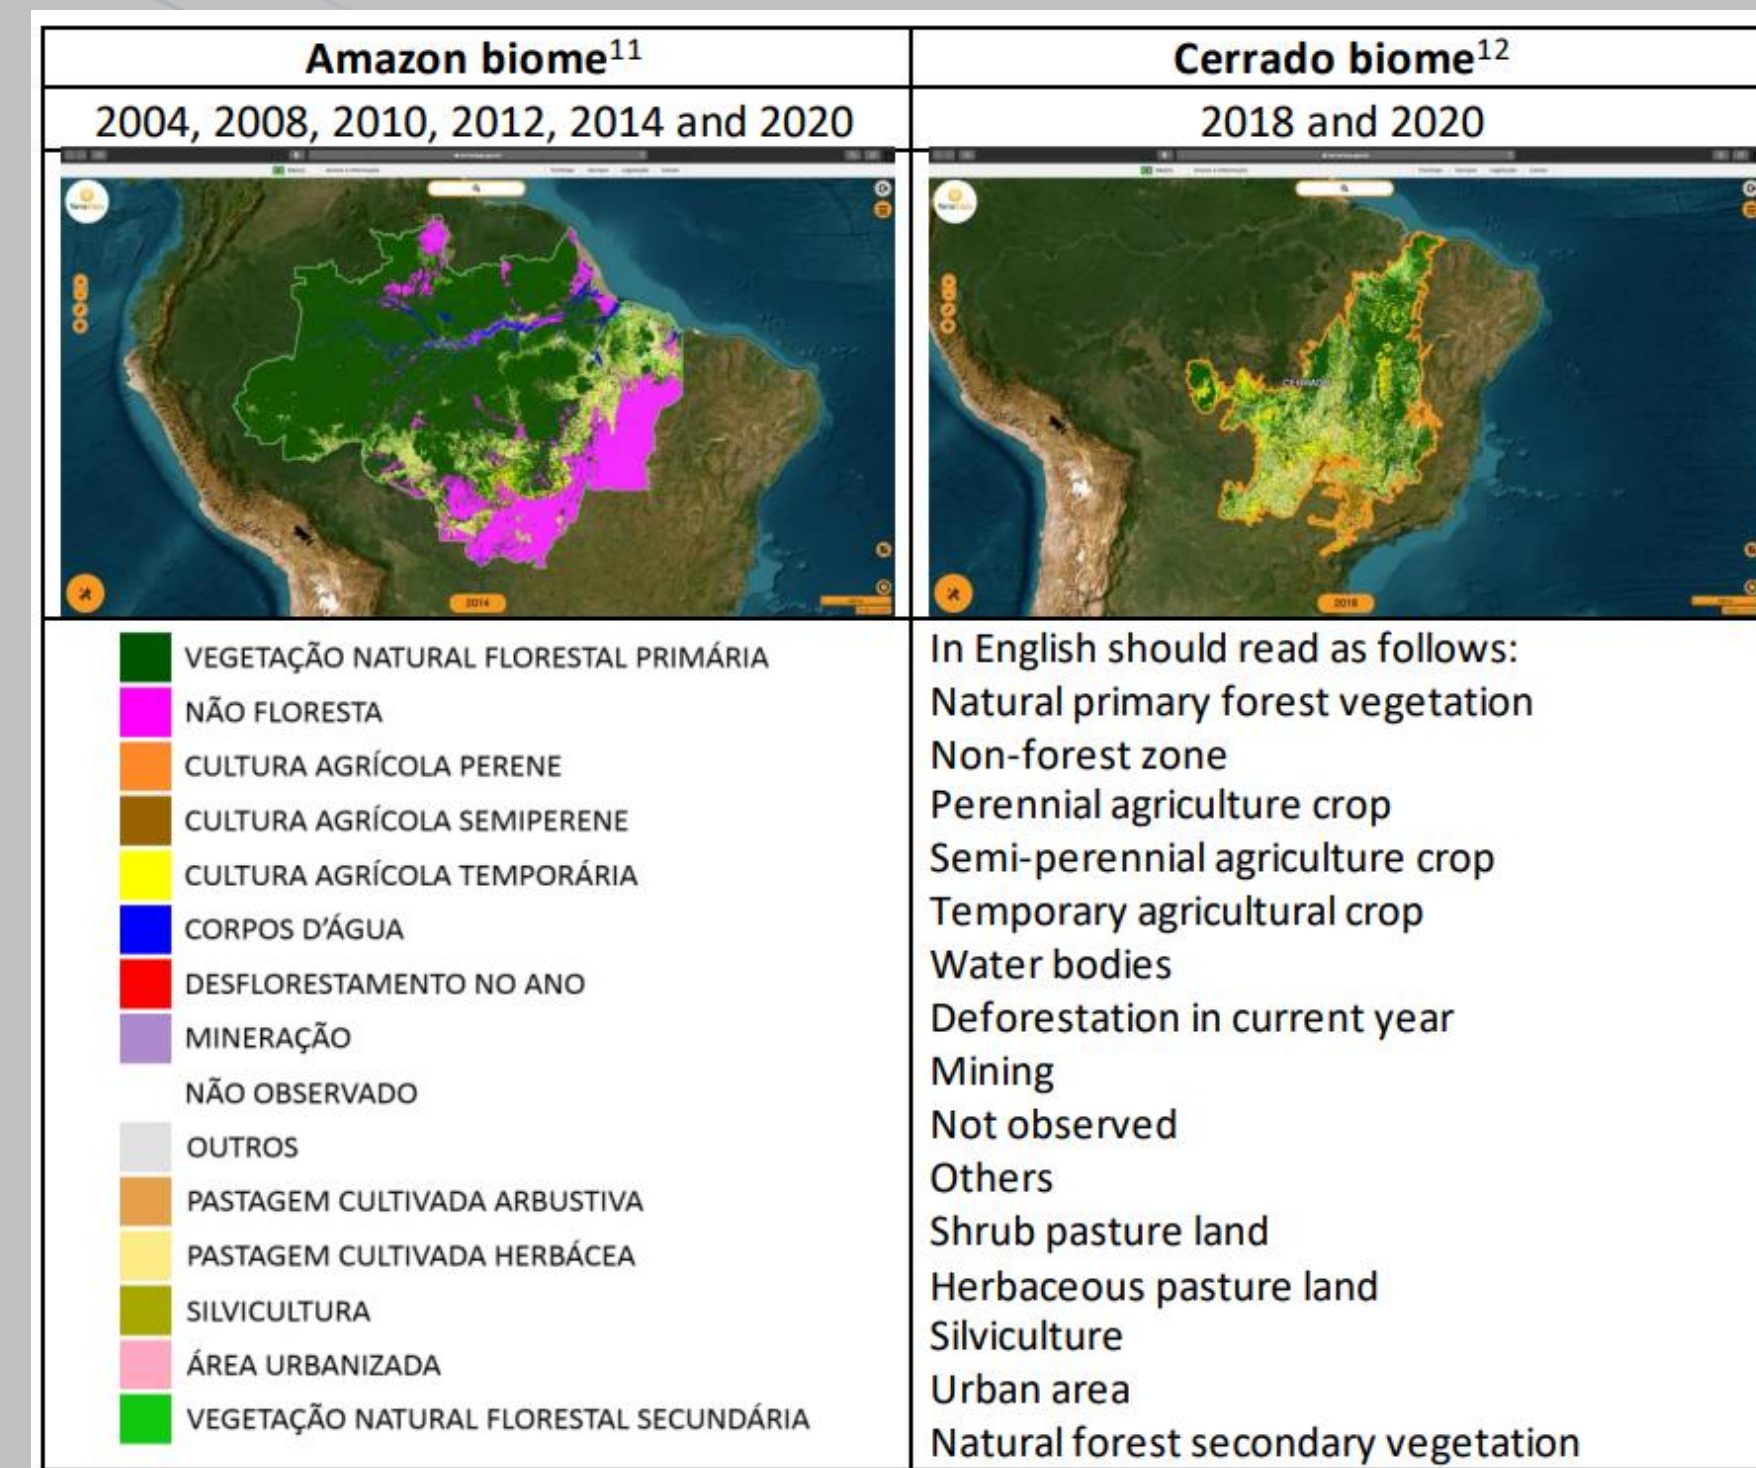 Amazon biome11
Cerrado biome12
2004, 2008, 2010, 2012, 2014 and 2020
2018 and 2020
CERRADO
2014
2018
VEGETAÇÃO NATURAL FLORESTAL PRIMÁRIA
NÃO FLORESTA
CULTURA AGRÍCOLA PERENE
CULTURA AGRÍCOLA SEMIPERENE
CULTURA AGRÍCOLA TEMPORÁRIA
CORPOS D'ÁGUA
DESFLORESTAMENTO NO ANO
MINERAÇÃO
NÃO OBSERVADO
OUTROS
PASTAGEM CULTIVADA ARBUSTIVA
PASTAGEM CULTIVADA HERBÁCEA
SILVICULTURA
ÁREA URBANIZADA
VEGETAÇÃO NATURAL FLORESTAL SECUNDÁRIA
In English should read as follows:
Natural primary forest vegetation
Non-forest zone
Perennial agriculture crop
Semi-perennial agriculture crop
Temporary agricultural crop
Water bodies
Deforestation in current year
Mining
Not observed
Others
Shrub pasture land
Herbaceous pasture land
Silviculture
Urban area
Natural forest secondary vegetation